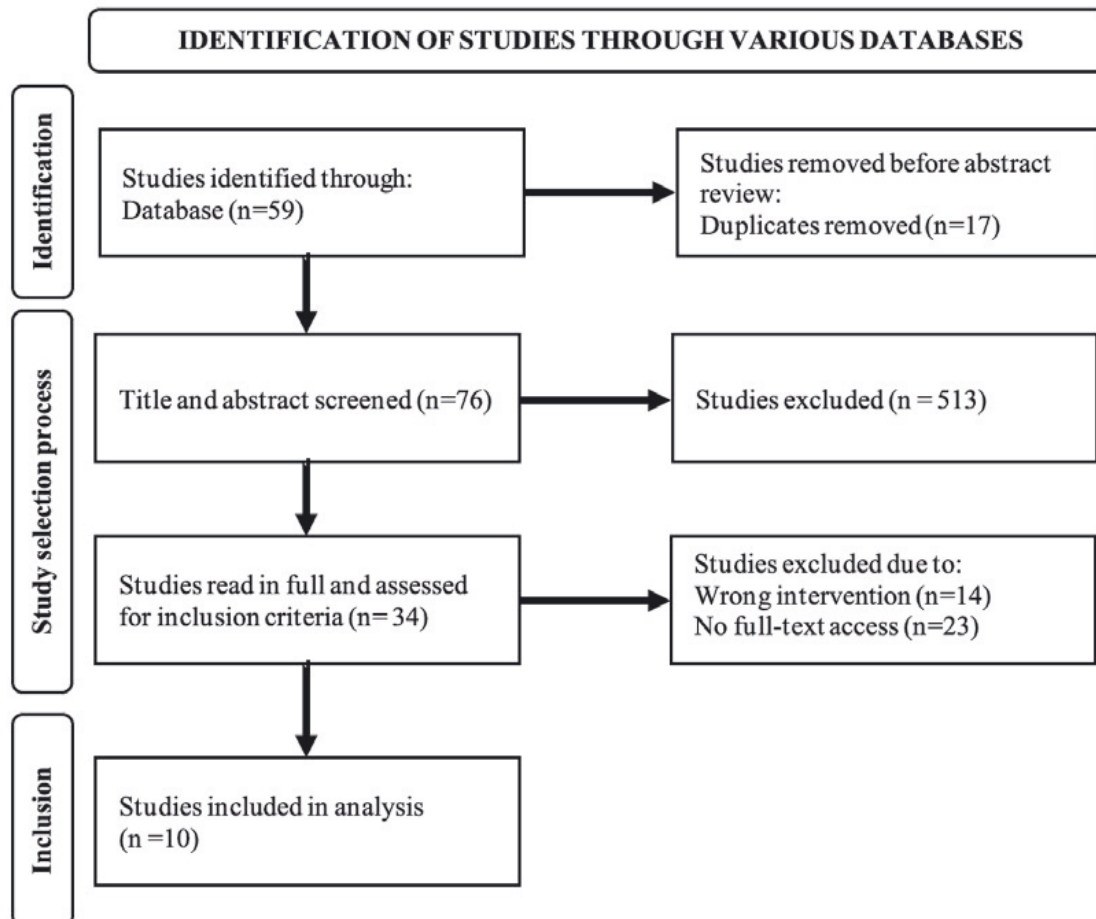 IDENTIFICATION OF STUDIES THROUGH VARIOUS DATABASES
Identification
Studies identified through:
Database (n=59)
Studies removed before abstract
review:
Duplicates removed (n=17)
Study selection process
Title and abstract screened (n=76)
Studies excluded (n = 513)
Studies read in full and assessed
for inclusion criteria (n= 34)
Studies excluded due to:
Wrong intervention (n=14)
No full-text access (n=23)
Inclusion
Studies included in analysis
(n =10)